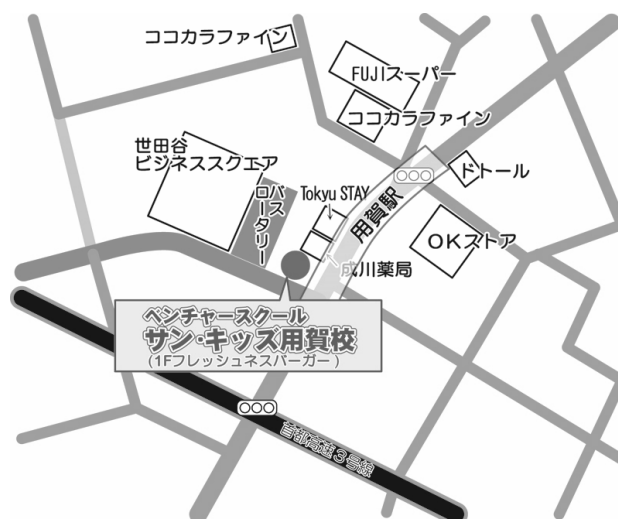 ココカラファイン
FUJIスーパー
ココカラファイン
世田谷
ビジネススクエア
ドトール
バス
ロータリー
Tokyu STAY
用賀駅
OKストア
成川薬局
ベンチャースクール
サン・キッズ用賀校
(1Fフレッシュネスバーガー)
首都高速3号線